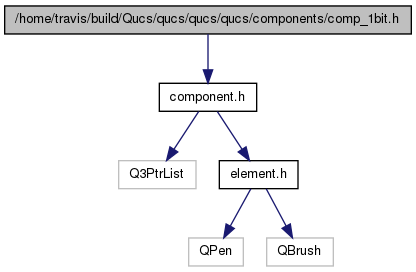 /home/travis/build/Qucs/qucs/qucs/qucs/components/comp_1bit.h
component.h
Q3PtrList
element.h
QPen
QBrush